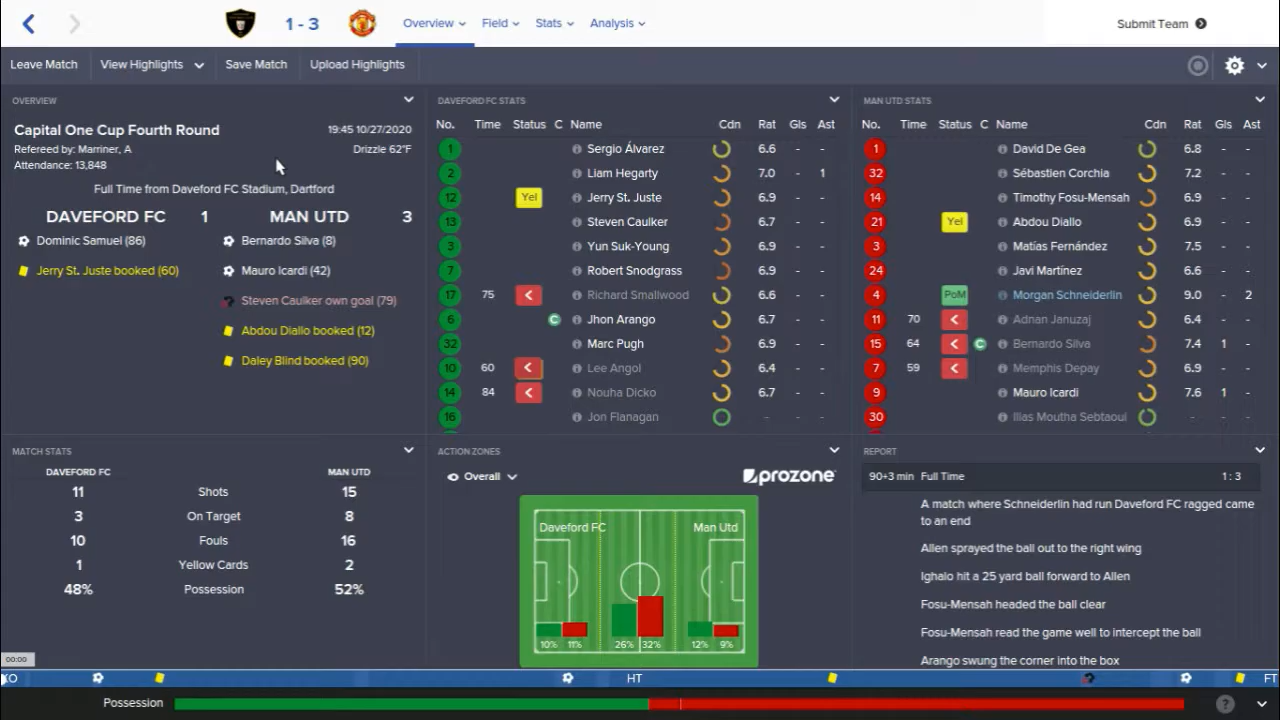 1 - 3
Overview
Field
Stats
Analysis
Submit Team
Leave Match
View Highlights
Save Match
Upload Highlights
OVERVIEW
Capital One Cup Fourth Round
19:45 10/27/2020
Refereed by: Marriner, A
Drizzle 62°F
Attendance: 13,848
Full Time from Daveford FC Stadium, Dartford
DAVEFORD FC 1 MAN UTD 3
Dominic Samuel (86)
Bernardo Silva (8)
Jerry St. Juste booked (60)
Mauro Icardi (42)
Steven Caulker own goal (79)
Abdou Diallo booked (12)
Daley Blind booked (90)
DAVEFORD FC STATS
No. Time Status C Name Cdn Rat Gls Ast
1 Sergio Álvarez 6.6 - -
2 Liam Hegarty 7.0 - 1
12 Yel Jerry St. Juste 6.9 - -
13 Steven Caulker 6.7 - -
3 Yun Suk-Young 6.9 - -
7 Robert Snodgrass 6.9 - -
17 75 Richard Smallwood 6.6 - -
6 C Jhon Arango 6.7 - -
32 Marc Pugh 6.9 - -
10 60 Lee Angol 6.4 - -
14 84 Nouha Dicko 6.7 - -
16 Jon Flanagan - - -
MAN UTD STATS
No. Time Status C Name Cdn Rat Gls Ast
1 David De Gea 6.8 - -
32 Sébastien Corchia 7.2 - -
14 Timothy Fosu-Mensah 6.9 - -
21 Yel Abdou Diallo 6.9 - -
3 Matías Fernández 7.5 - -
24 Javi Martínez 6.6 - -
4 PoM Morgan Schneiderlin 9.0 - 2
11 70 Adnan Januzaj 6.4 - -
15 64 C Bernardo Silva 7.4 1 -
7 59 Memphis Depay 6.9 - -
9 Mauro Icardi 7.6 1 -
30 Ilias Moutha Sebtaoui - - -
MATCH STATS
DAVEFORD FC MAN UTD
11 Shots 15
3 On Target 8
10 Fouls 16
1 Yellow Cards 2
48% Possession 52%
ACTION ZONES
Overall
prozone
Daveford FC Man Utd
10% 11% 26% 32% 12% 9%
REPORT
90+3 min Full Time 1 : 3
A match where Schneiderlin had run Daveford FC ragged came
to an end
Allen sprayed the ball out to the right wing
Ighalo hit a 25 yard ball forward to Allen
Fosu-Mensah headed the ball clear
Fosu-Mensah read the game well to intercept the ball
Arango swung the corner into the box
00:00
KO HT FT
Possession
?